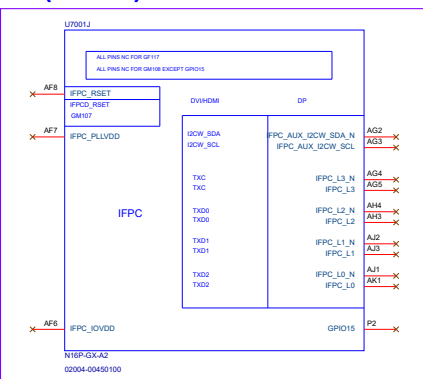 U7001J
ALL PINS NC FOR GF117
ALL PINS NC FOR GM108 EXCEPT GPIO15
AF8
IFPC_RSET
IFPCD_RSET
GM107
DVI/HDMI
DP
AF7
IFPC_PLLVDD
I2CW_SDA
IFPC_AUX_I2CW_SDA_N
AG2
I2CW_SCL
IFPC_AUX_I2CW_SCL
AG3
TXC
IFPC_L3_N
AG4
TXC
IFPC_L3
AG5
IFPC
TXD0
IFPC_L2_N
AH4
TXD0
IFPC_L2
AH3
TXD1
IFPC_L1_N
AJ2
TXD1
IFPC_L1
AJ3
TXD2
IFPC_L0_N
AJ1
TXD2
IFPC_L0
AK1
AF6
IFPC_IOVDD
GPIO15
P2
N16P-GX-A2
02004-00450100